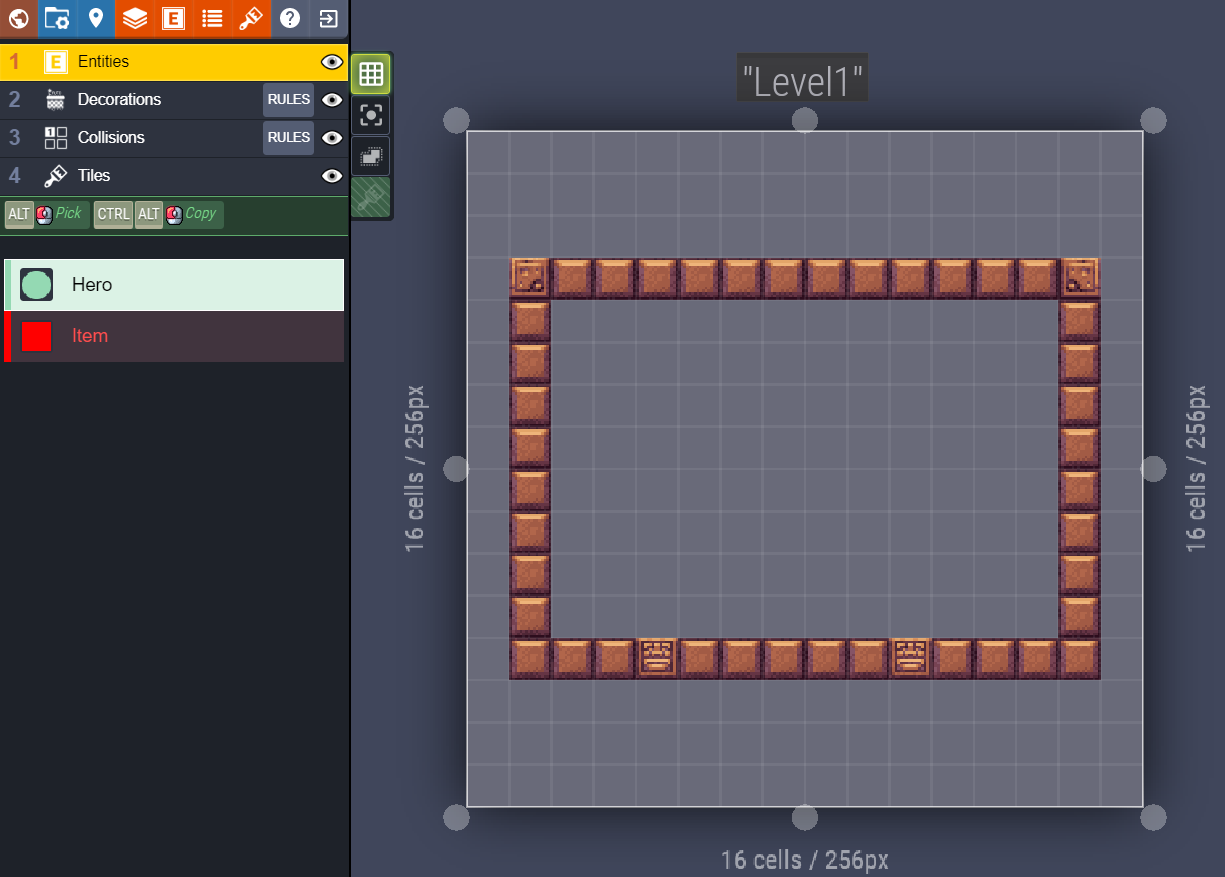 E
1 E Entities
2 Decorations RULES
3 1 Collisions RULES
4 Tiles
ALT Pick CTRL ALT Copy
Hero
Item
"Level1"
16 cells / 256px
16 cells / 256px
16 cells / 256px